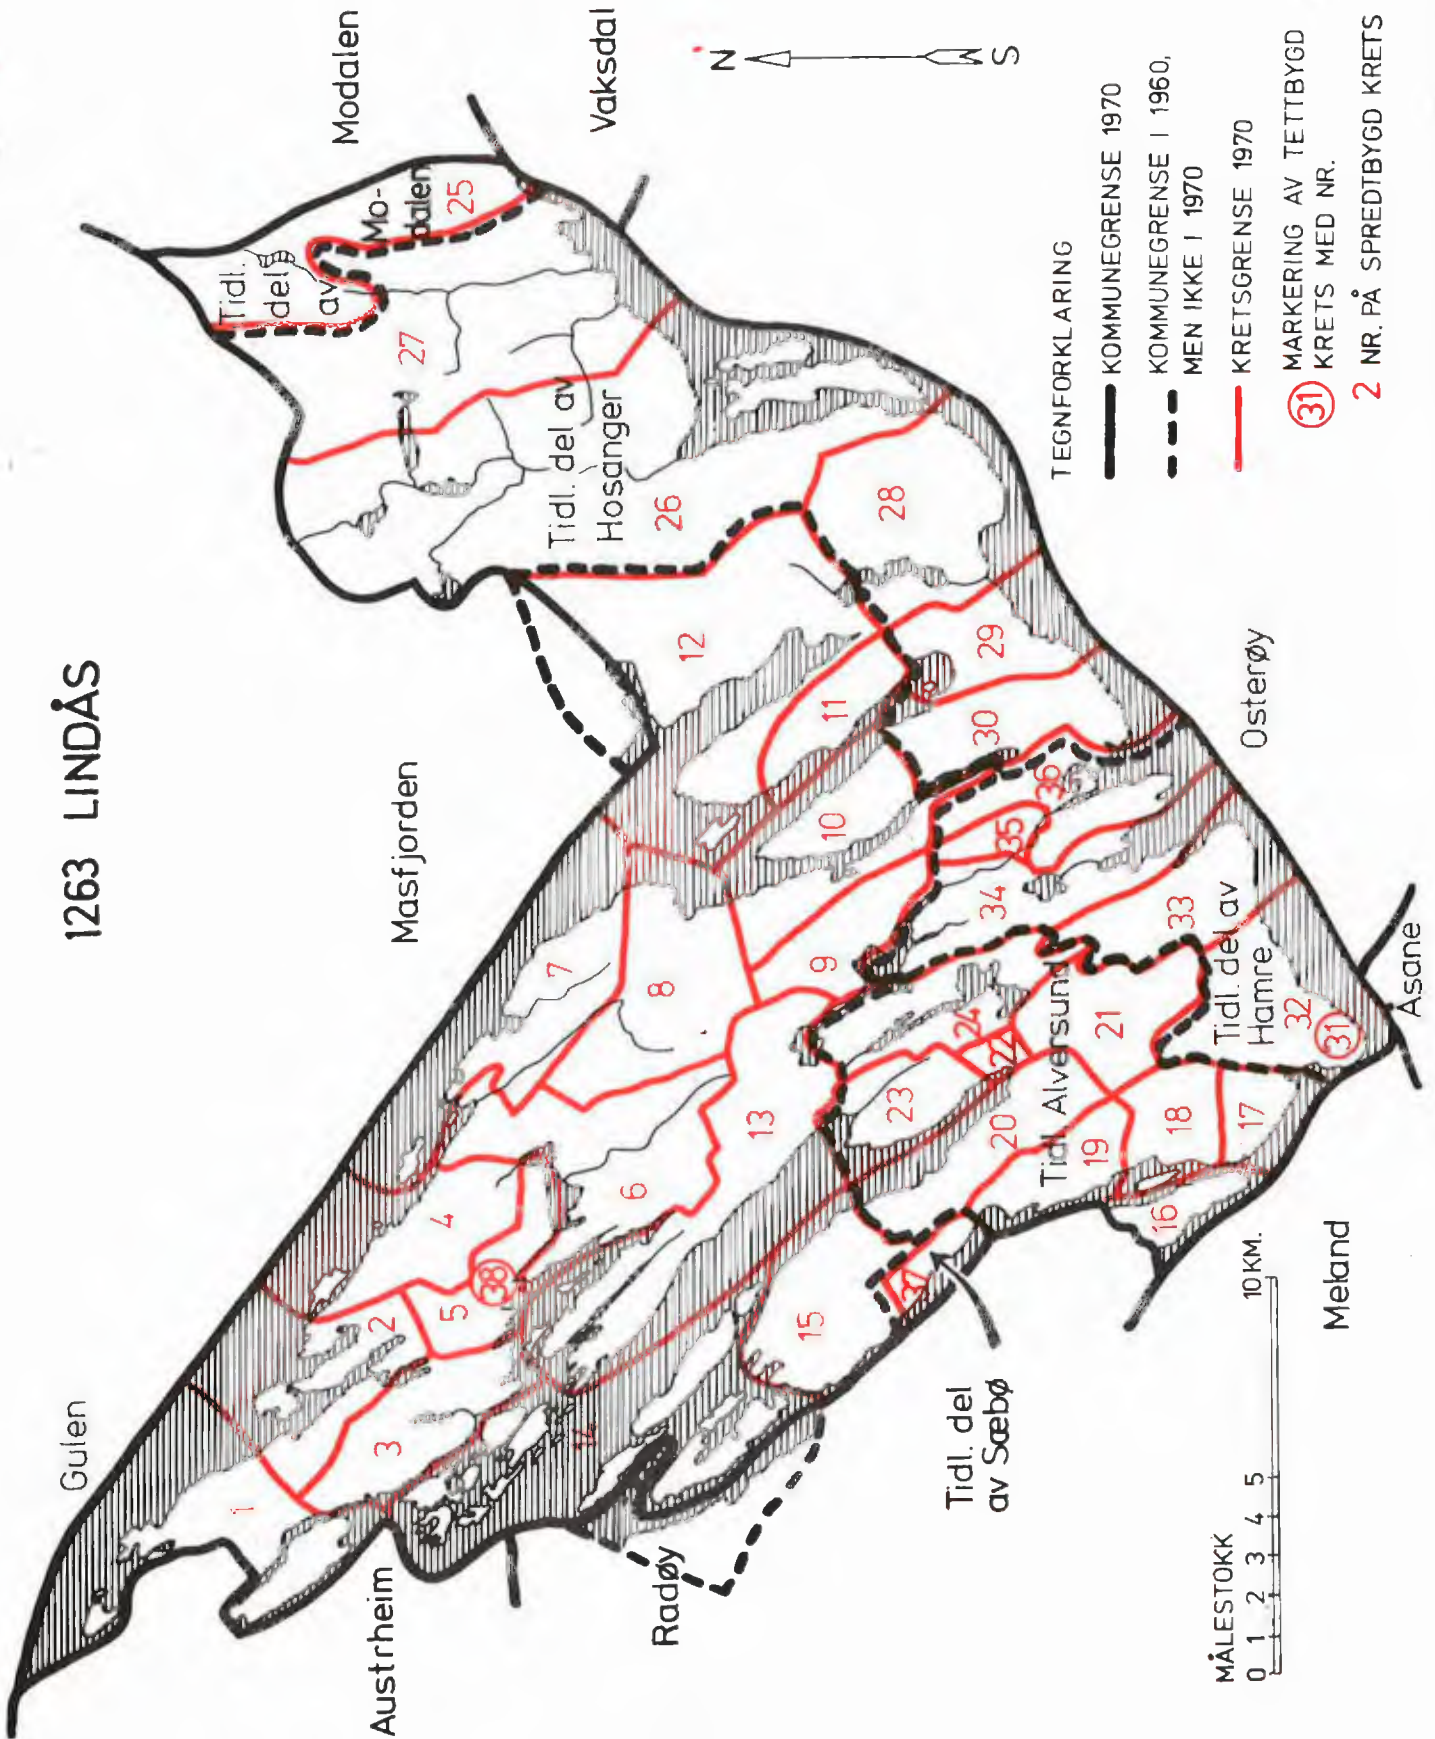 1263 LINDÅS
Gulen
Masfjorden
Modalen
Vaksdal
Austrheim
Radøy
Meland
Åsane
Osterøy
N
S
Tidl.
del
av
Mo-
dalen
Tidl. del av
Hosanger
Tidl. Alversund
Tidl. del av
Hamre
Tidl. del
av Sæbø
1
2
3
4
5
6
7
8
9
10
11
12
13
14
15
16
17
18
19
20
21
22
23
24
25
26
27
28
29
30
31
32
33
34
35
36
37
38
MÅLESTOKK
0 1 2 3 4 5 10 KM.
TEGNFORKLARING
KOMMUNEGRENSE 1970
KOMMUNEGRENSE I 1960,
MEN IKKE I 1970
KRETSGRENSE 1970
31 MARKERING AV TETTBYGD
KRETS MED NR.
2 NR. PÅ SPREDTBYGD KRETS